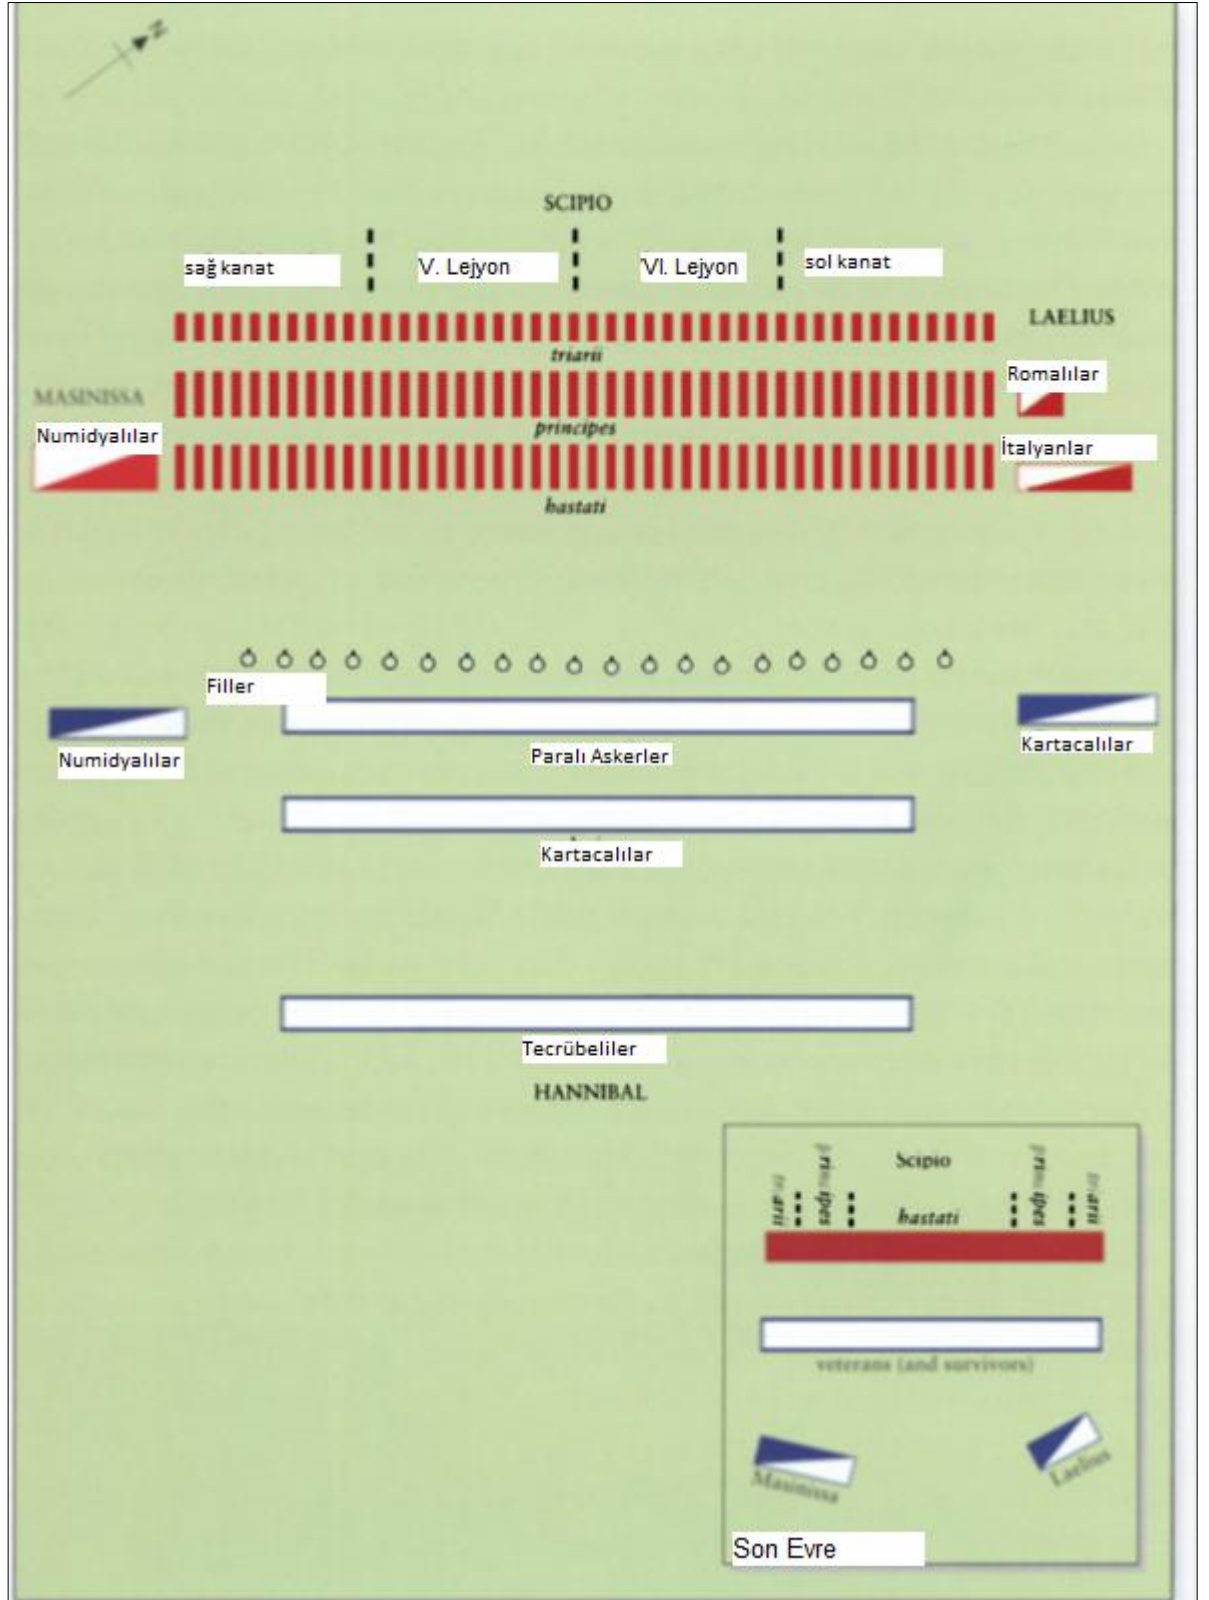 N
SCIPIO
sağ kanat
V. Lejyon
VI. Lejyon
sol kanat
LAELIUS
triarii
Romalılar
MASINISSA
principes
Numidyalılar
İtalyanlar
hastati
Filler
Numidyalılar
Paralı Askerler
Kartacalılar
Kartacalılar
Tecrübeliler
HANNIBAL
Scipio
triarii
principes
hastati
principes
triarii
veterans (and survivors)
Masinissa
Laelius
Son Evre